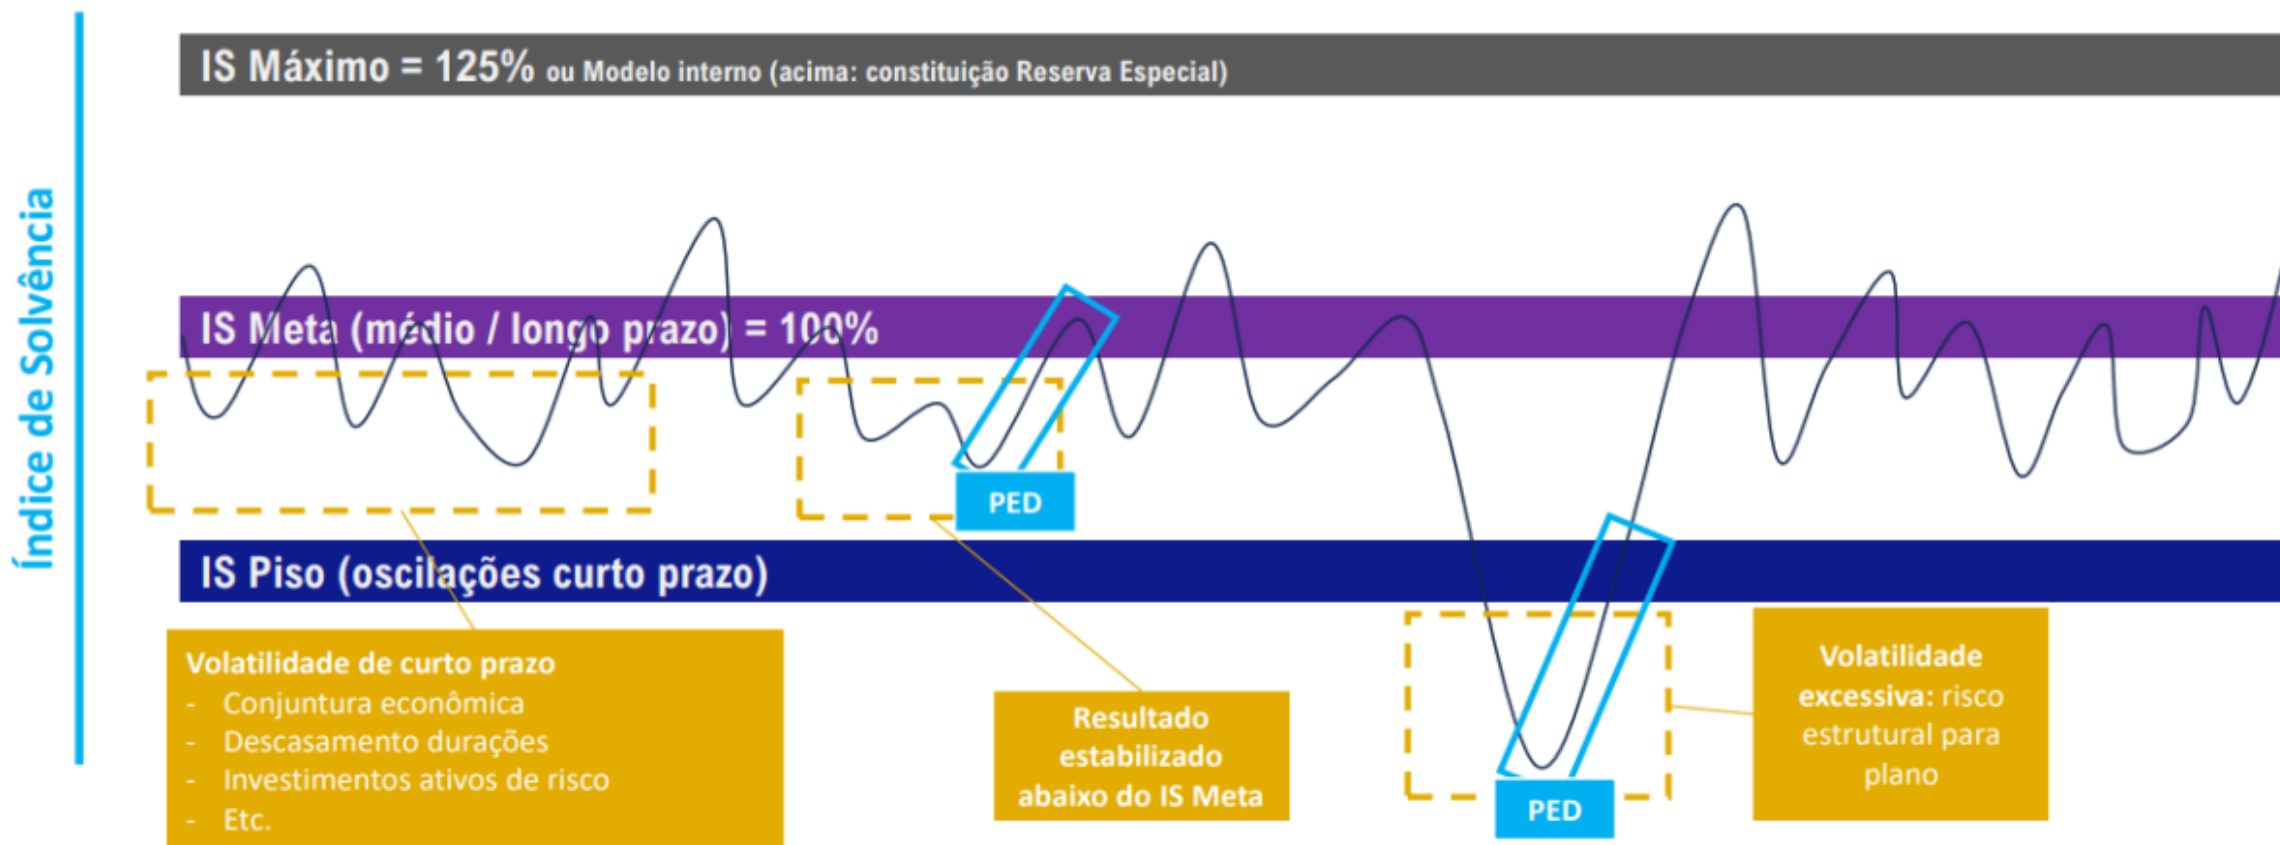 Índice de Solvência
IS Máximo = 125% ou Modelo interno (acima: constituição Reserva Especial)
IS Meta (médio / longo prazo) = 100%
PED
IS Piso (oscilações curto prazo)
Volatilidade de curto prazo
- Conjuntura econômica
- Descasamento durações
- Investimentos ativos de risco
- Etc.
Resultado
estabilizado
abaixo do IS Meta
PED
Volatilidade
excessiva: risco
estrutural para
plano